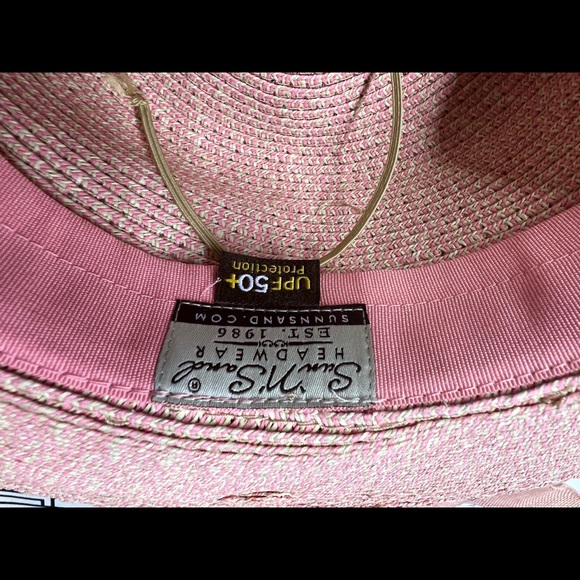 Sun 'N' Sand ®
HEADWEAR
EST. 1986
SUNNSAND.COM
UPF50+
Protection